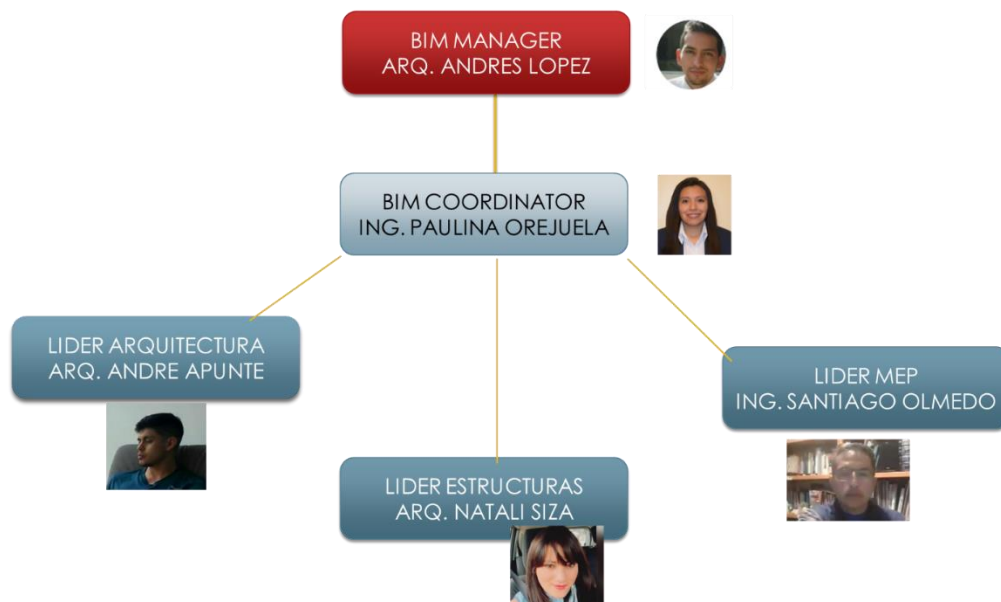 BIM MANAGER
ARQ. ANDRES LOPEZ
BIM COORDINATOR
ING. PAULINA OREJUELA
LIDER ARQUITECTURA
ARQ. ANDRE APUNTE
LIDER MEP
ING. SANTIAGO OLMEDO
LIDER ESTRUCTURAS
ARQ. NATALI SIZA